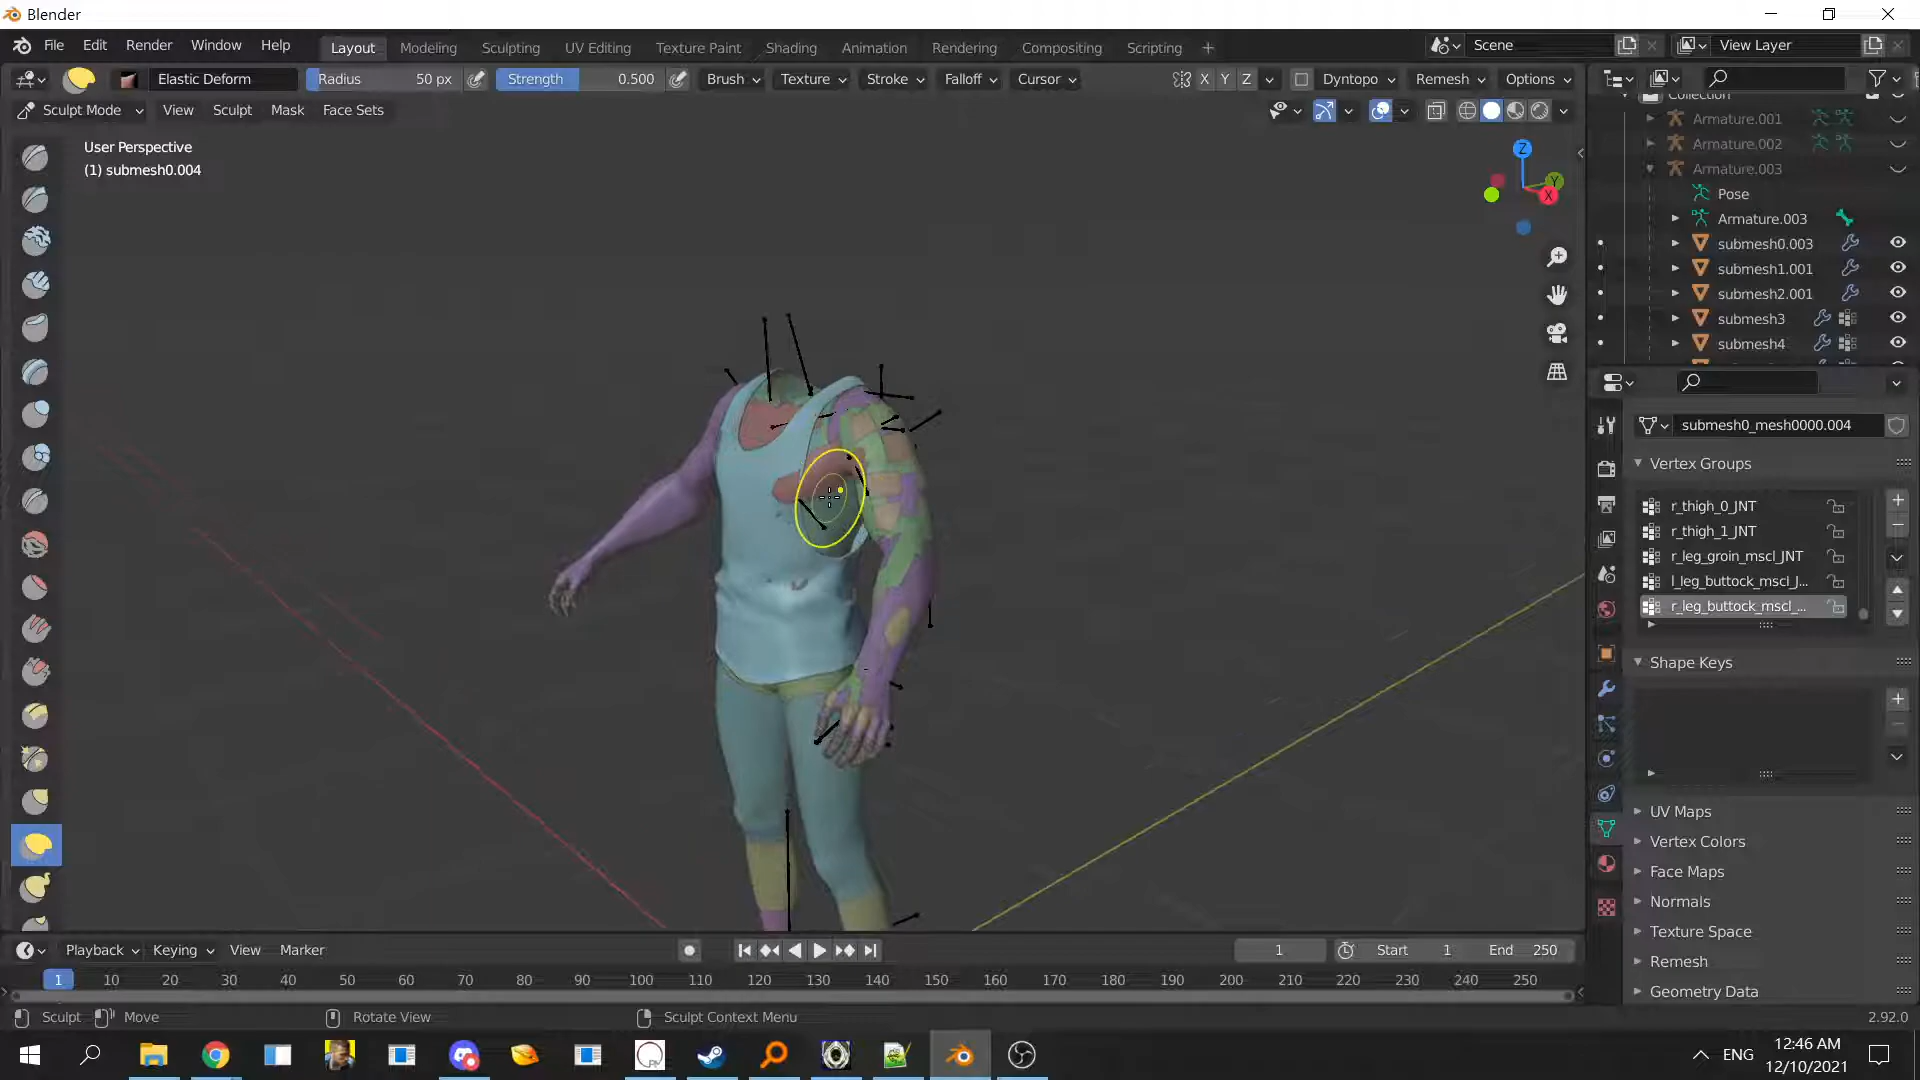 Blender
File Edit Render Window Help Layout Modeling Sculpting UV Editing Texture Paint Shading Animation Rendering Compositing Scripting + Scene View Layer
Elastic Deform Radius 50 px Strength 0.500 Brush Texture Stroke Falloff Cursor X Y Z Dyntopo Remesh Options
Sculpt Mode View Sculpt Mask Face Sets
User Perspective
(1) submesh0.004
Z
Y
X
Collection
Armature.001
Armature.002
Armature.003
Pose
Armature.003
submesh0.003
submesh1.001
submesh2.001
submesh3
submesh4
submesh0_mesh0000.004
Vertex Groups
r_thigh_0_JNT
r_thigh_1_JNT
r_leg_groin_mscl_JNT
l_leg_buttock_mscl_J...
r_leg_buttock_mscl_...
Shape Keys
UV Maps
Vertex Colors
Face Maps
Normals
Texture Space
Remesh
Geometry Data
Playback Keying View Marker 1 Start 1 End 250
1 10 20 30 40 50 60 70 80 90 100 110 120 130 140 150 160 170 180 190 200 210 220 230 240 250
Sculpt Move Rotate View Sculpt Context Menu 2.92.0
ENG
12:46 AM
12/10/2021